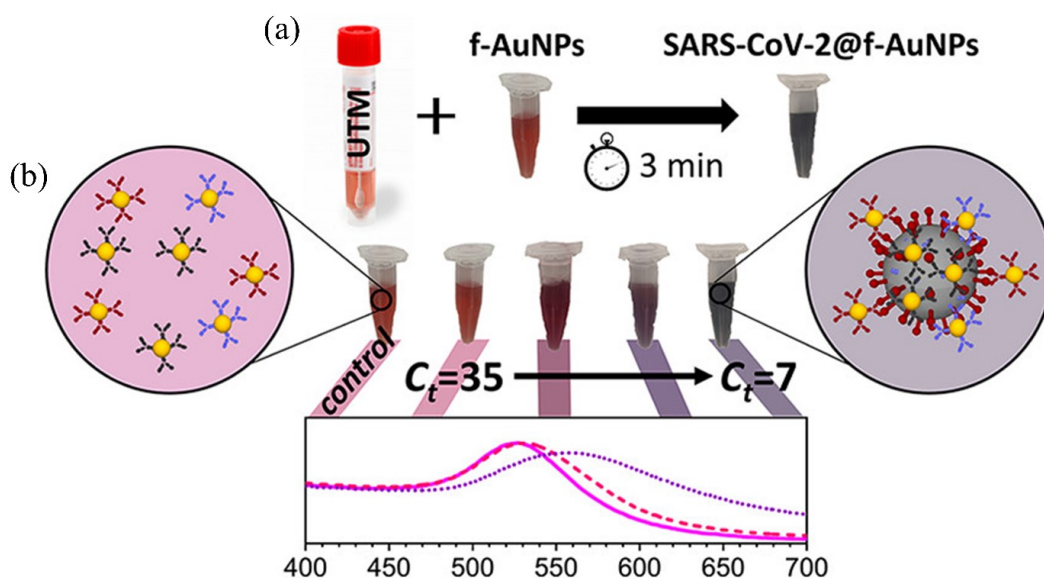 (a)
f-AuNPs
SARS-CoV-2@f-AuNPs
UTM
+
3 min
(b)
control
Ct=35
Ct=7
400 450 500 550 600 650 700